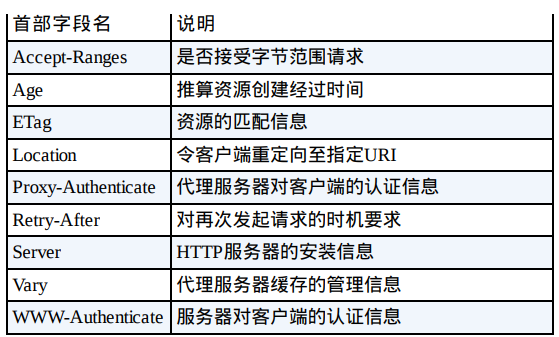 首部字段名 说明
Accept-Ranges 是否接受字节范围请求
Age 推算资源创建经过时间
ETag 资源的匹配信息
Location 令客户端重定向至指定URI
Proxy-Authenticate 代理服务器对客户端的认证信息
Retry-After 对再次发起请求的时机要求
Server HTTP服务器的安装信息
Vary 代理服务器缓存的管理信息
WWW-Authenticate 服务器对客户端的认证信息